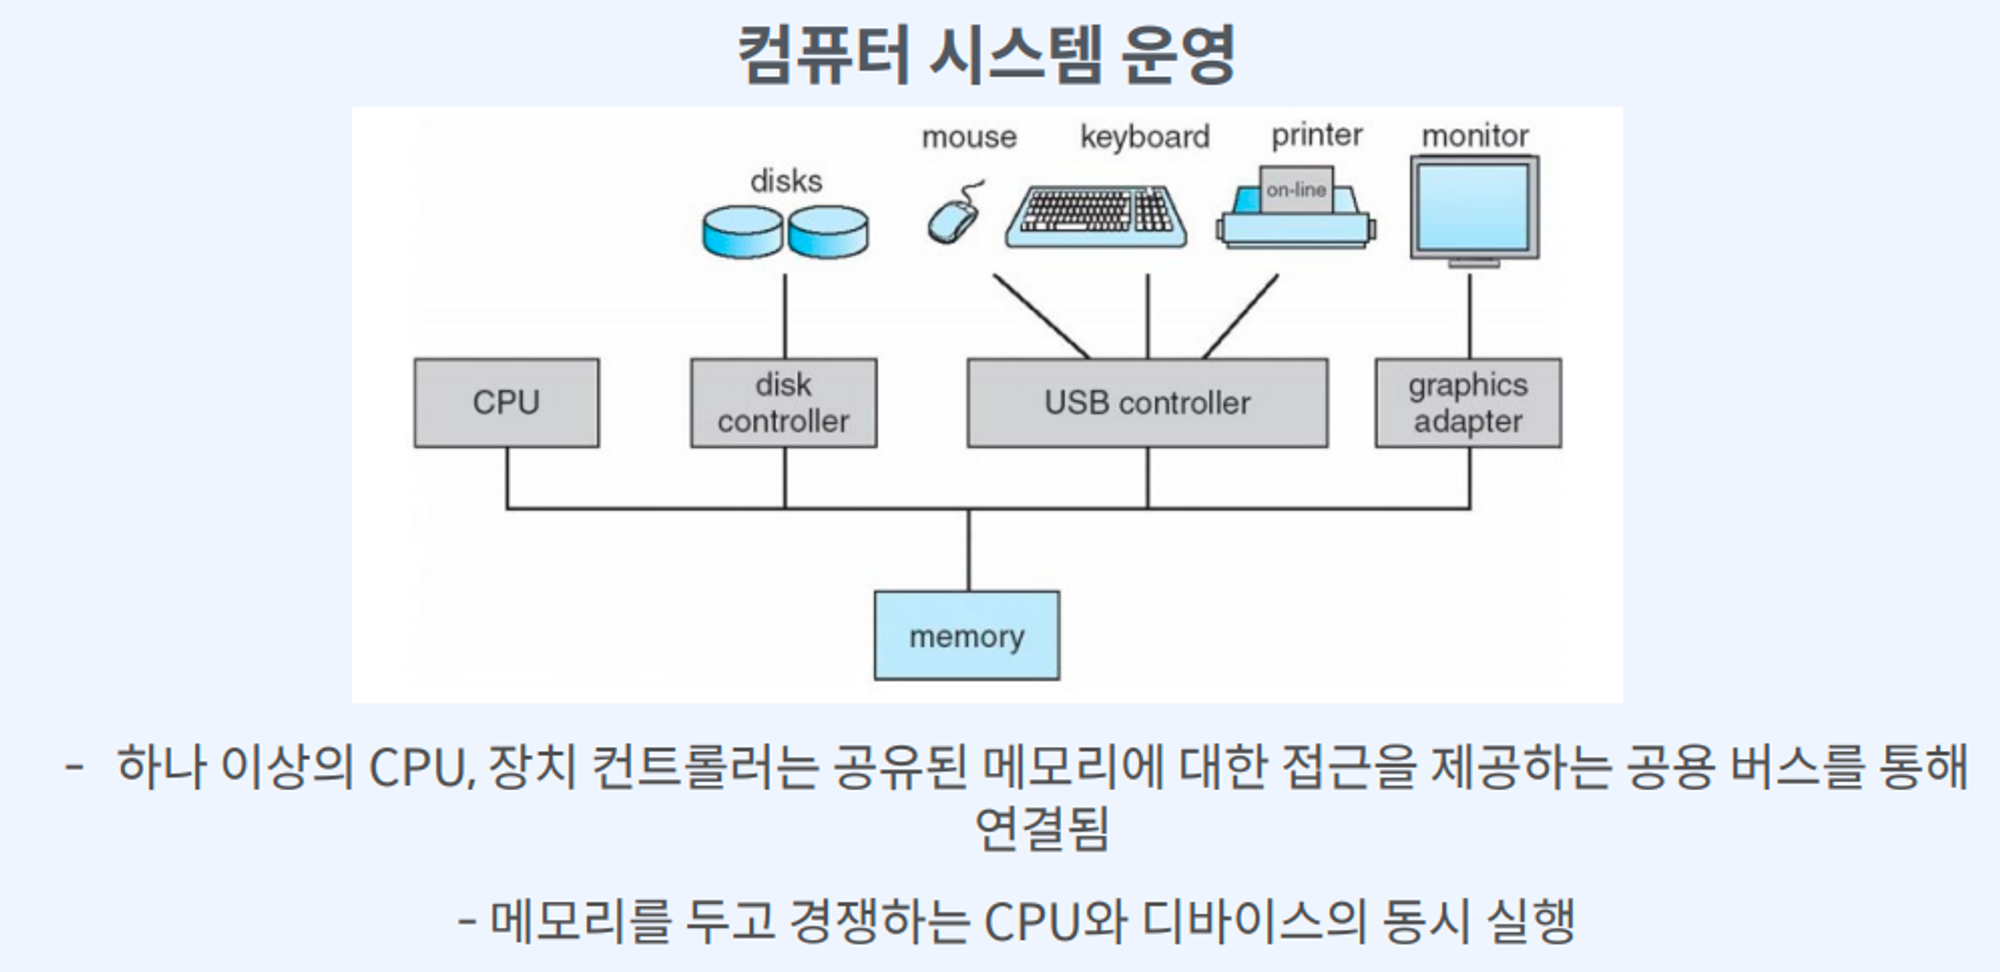 컴퓨터 시스템 운영
mouse
keyboard
printer
monitor
disks
on-line
CPU
disk
controller
USB controller
graphics
adapter
memory
- 하나 이상의 CPU, 장치 컨트롤러는 공유된 메모리에 대한 접근을 제공하는 공용 버스를 통해
연결됨
- 메모리를 두고 경쟁하는 CPU와 디바이스의 동시 실행